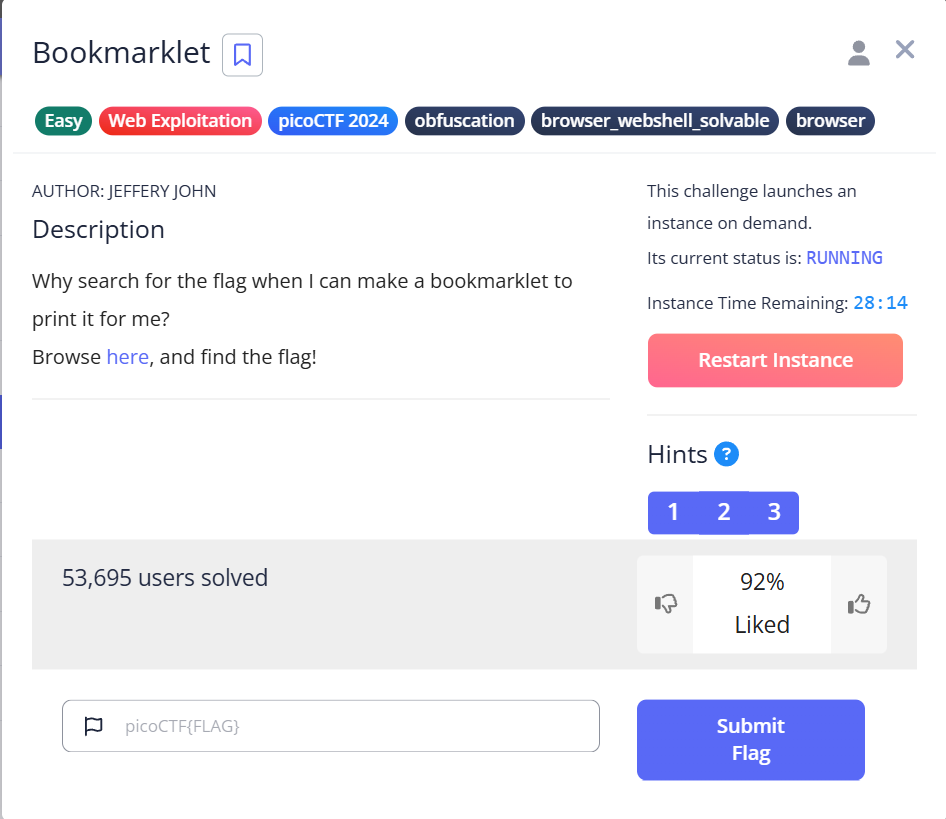 Bookmarklet
Easy Web Exploitation picoCTF 2024 obfuscation browser_webshell_solvable browser
AUTHOR: JEFFERY JOHN
Description
Why search for the flag when I can make a bookmarklet to
print it for me?
Browse here, and find the flag!
This challenge launches an
instance on demand.
Its current status is: RUNNING
Instance Time Remaining: 28:14
Restart Instance
Hints ?
1 2 3
53,695 users solved
92%
Liked
picoCTF{FLAG}
Submit
Flag